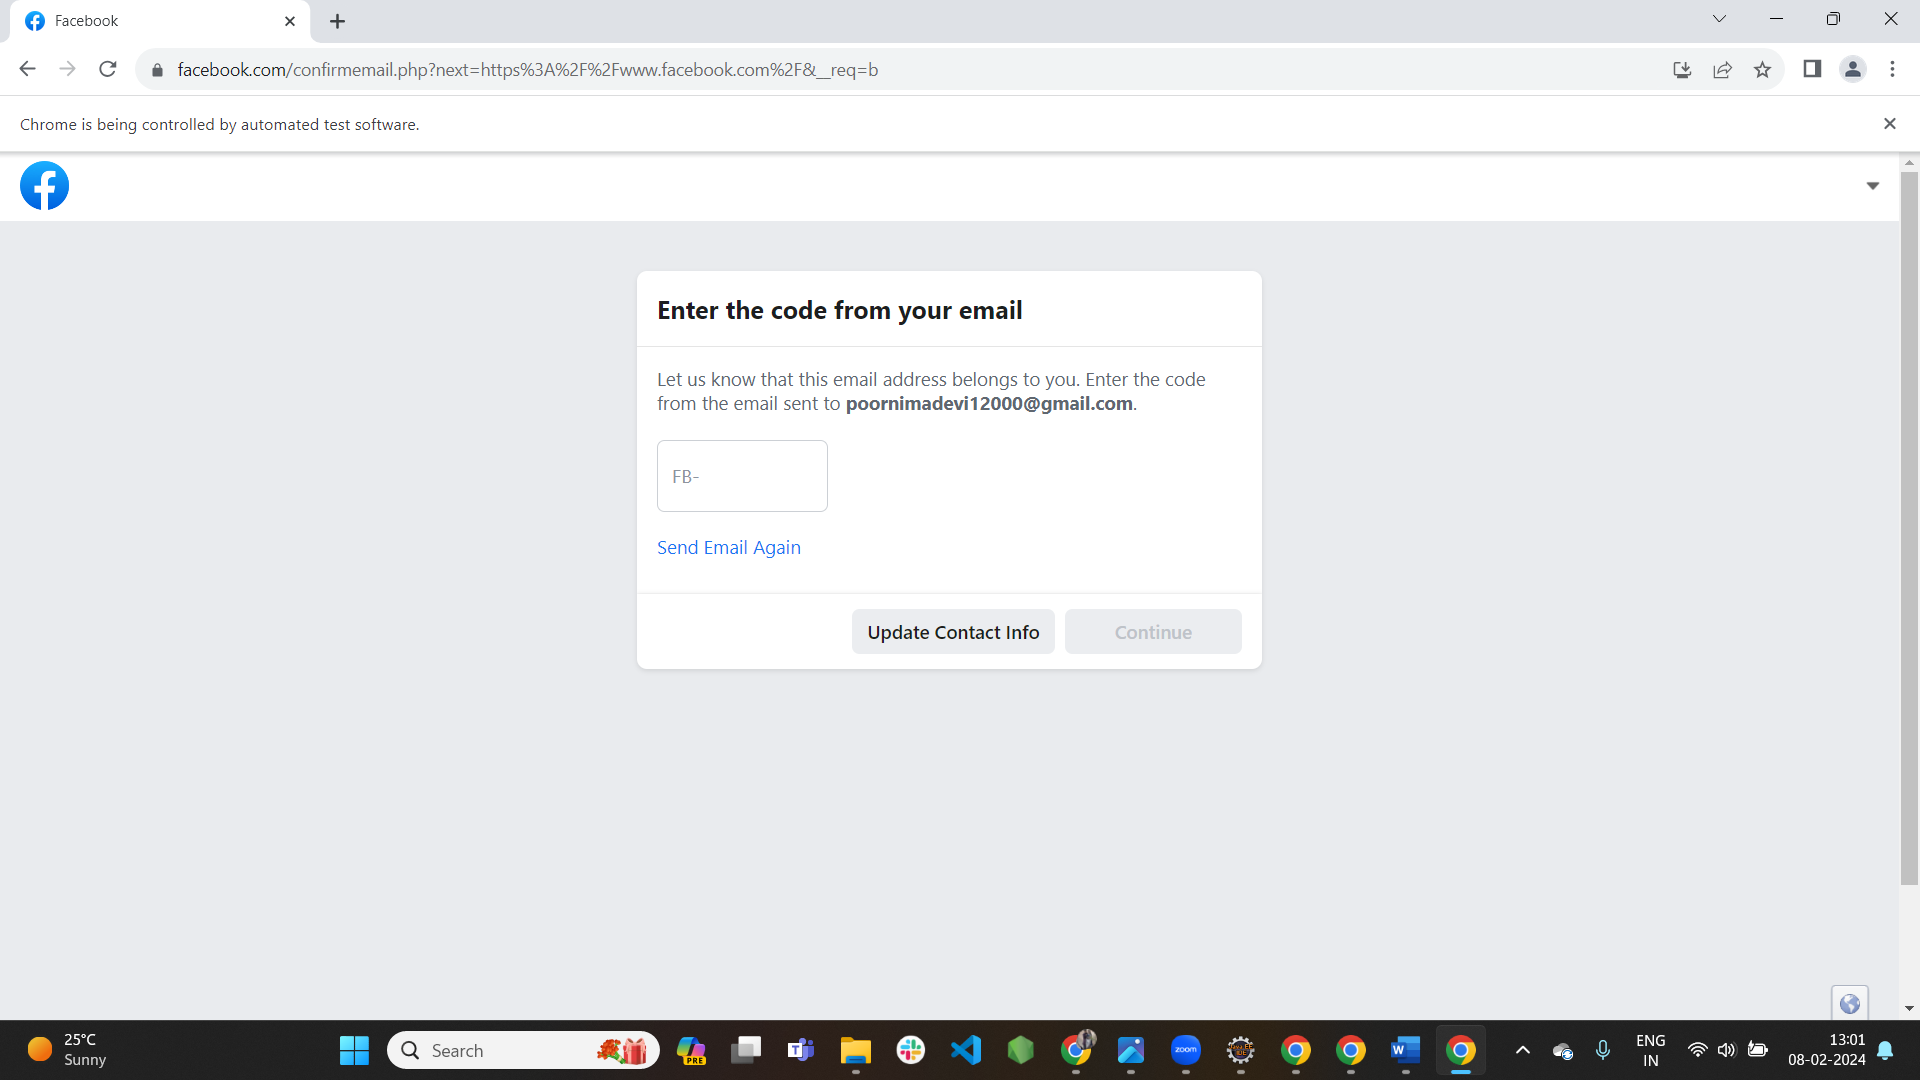 Facebook
facebook.com/confirmemail.php?next=https%3A%2F%2Fwww.facebook.com%2F&__req=b
Chrome is being controlled by automated test software.
Enter the code from your email
Let us know that this email address belongs to you. Enter the code
from the email sent to poornimadevi12000@gmail.com.
FB-
Send Email Again
Update Contact Info
Continue
25°C
Sunny
Search
PRE
zoom
ENG
IN
13:01
08-02-2024